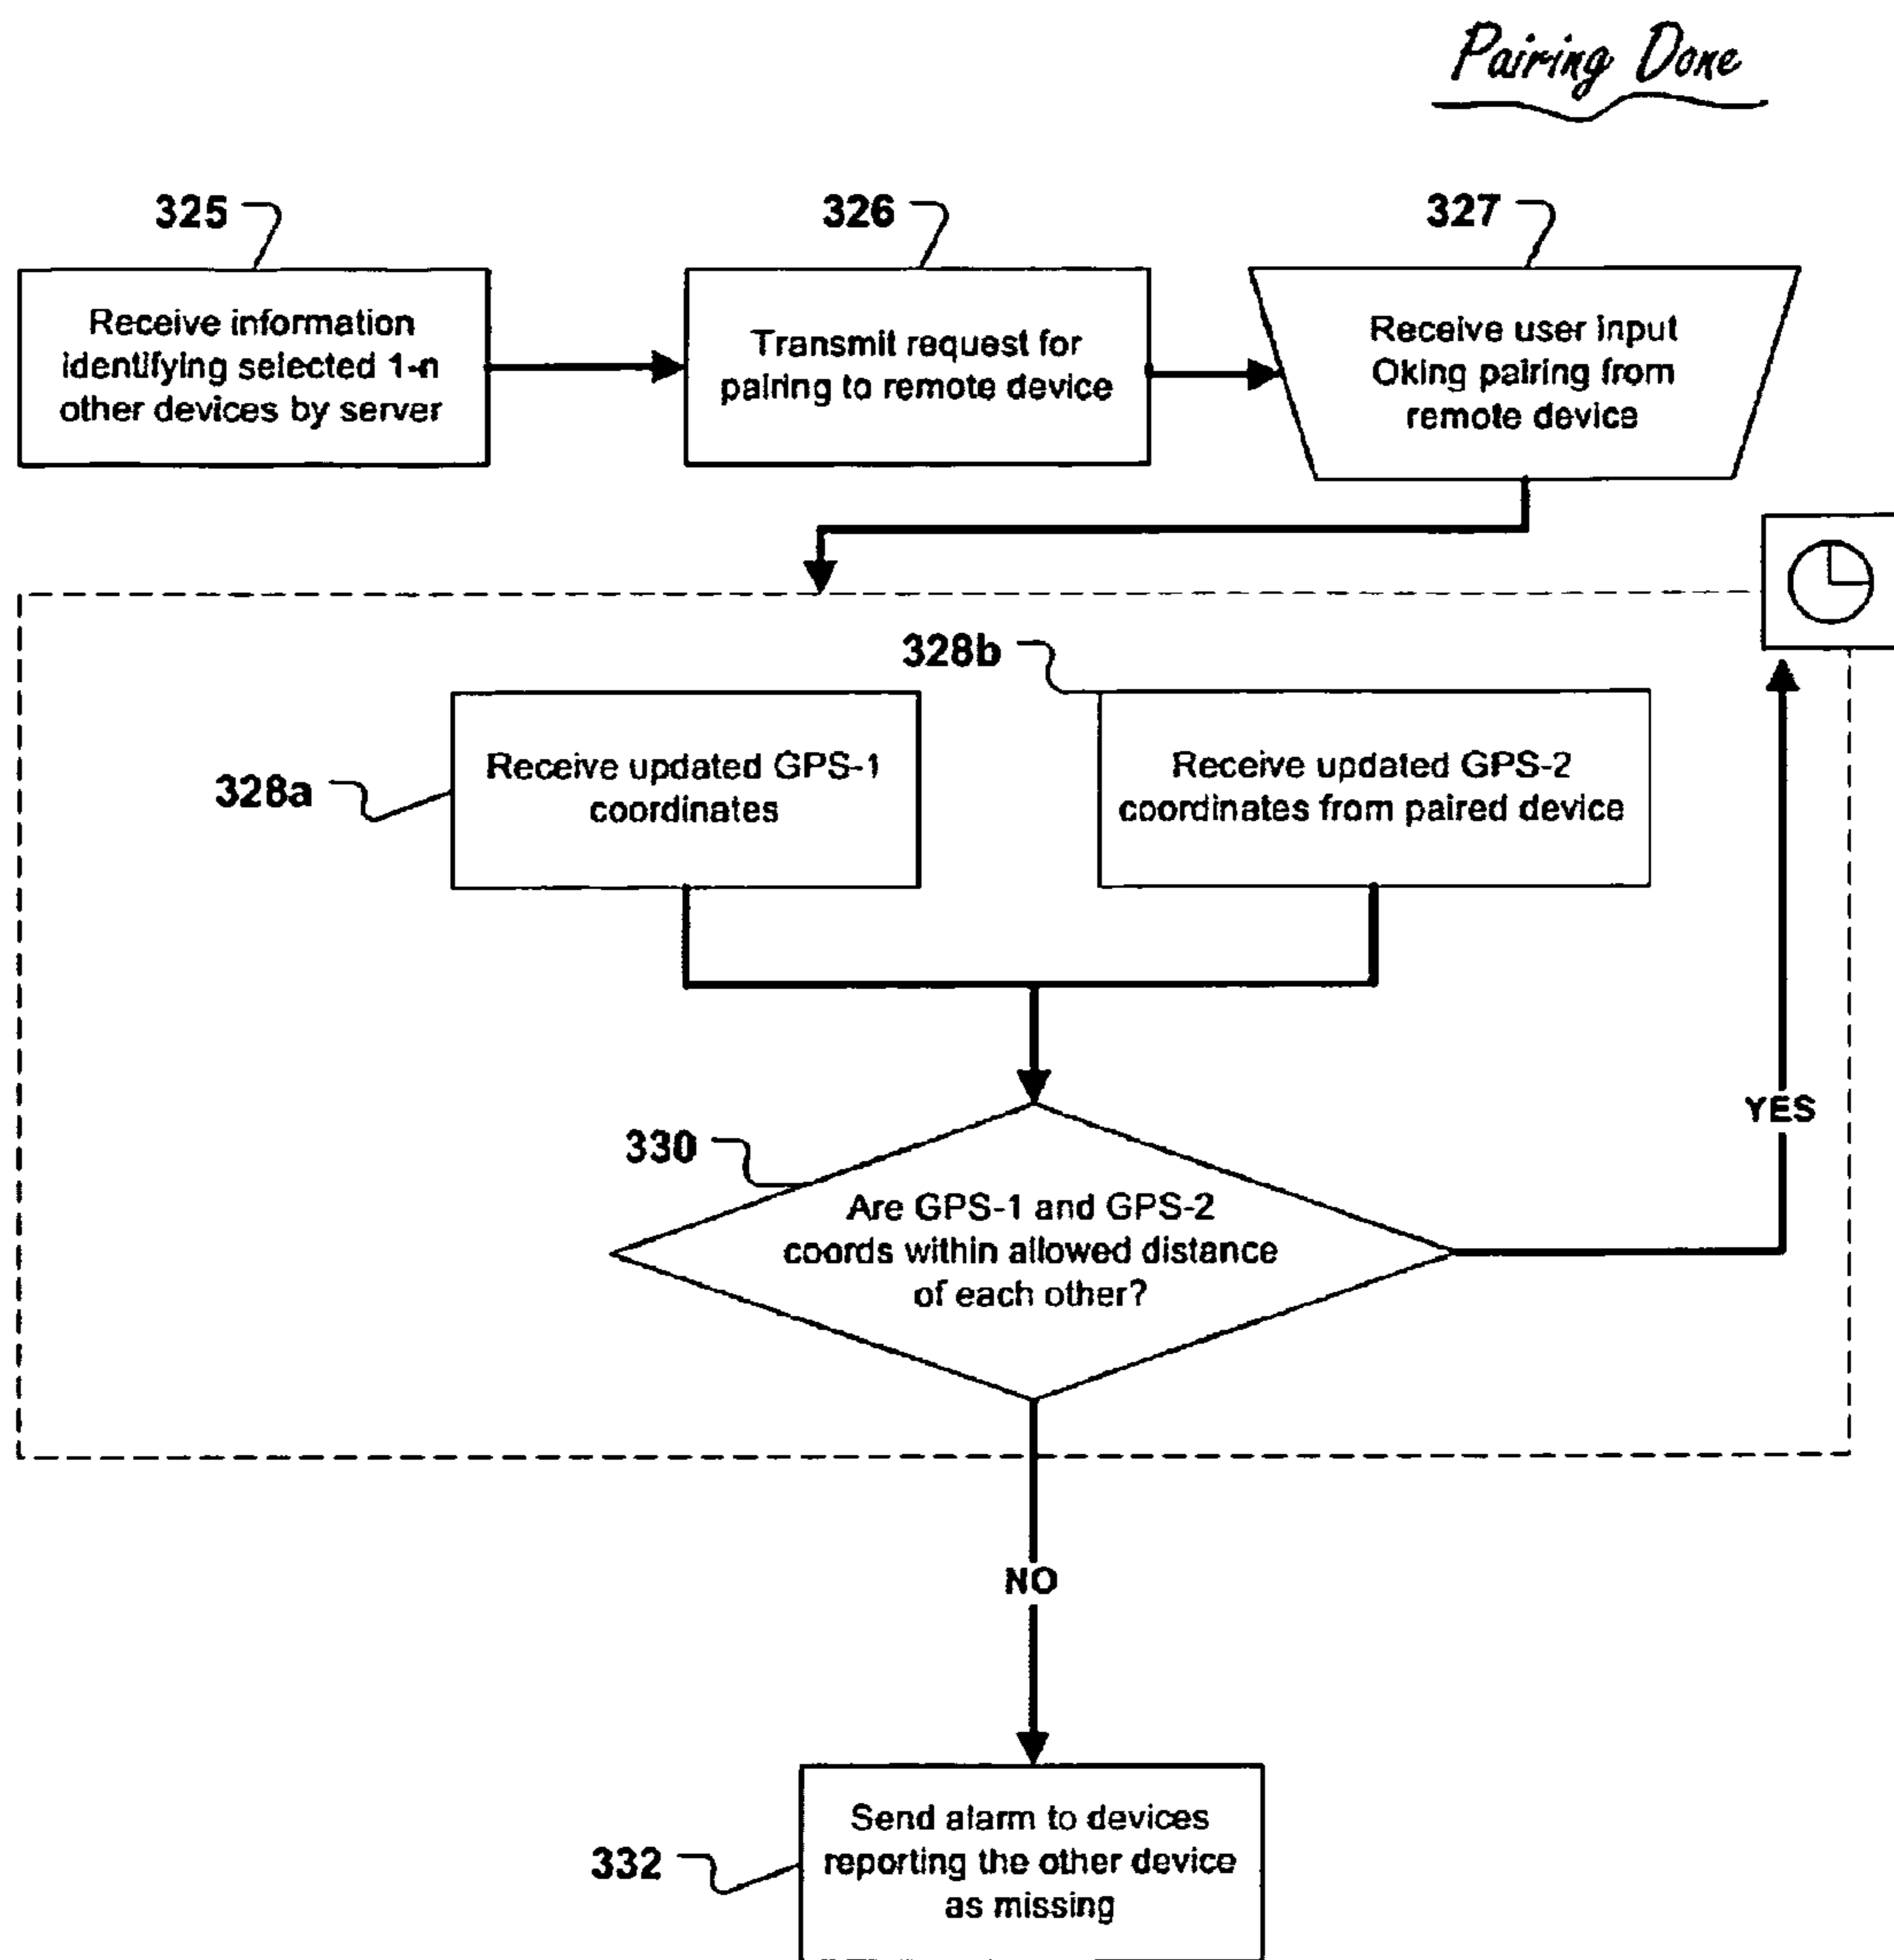 Pairing Done
325
326
327
Receive information
identifying selected 1-n
other devices by server
Transmit request for
pairing to remote device
Receive user input
Oking pairing from
remote device
328b
328a
Receive updated GPS-1
coordinates
Receive updated GPS-2
coordinates from paired device
YES
330
Are GPS-1 and GPS-2
coords within allowed distance
of each other?
NO
332
Send alarm to devices
reporting the other device
as missing